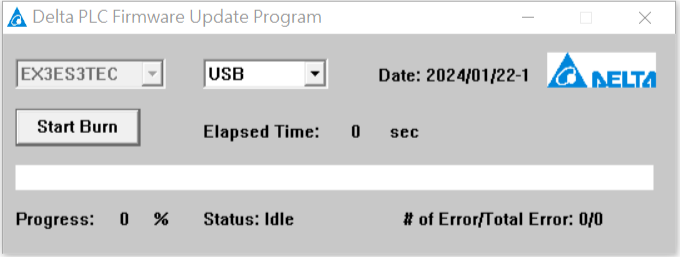 Delta PLC Firmware Update Program
EX3ES3TEC USB Date: 2024/01/22-1 DELTA
Start Burn Elapsed Time: 0 sec
Progress: 0 % Status: Idle # of Error/Total Error: 0/0